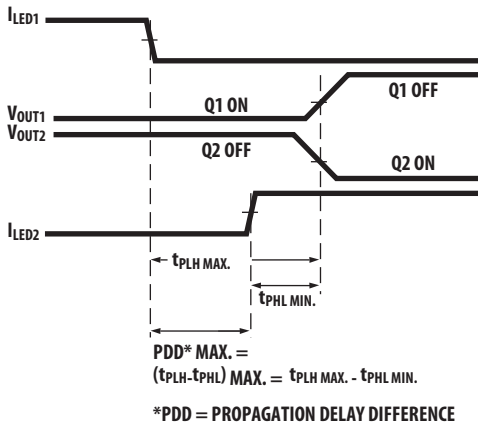 ILED1
Q1 ON
Q1 OFF
VOUT1
VOUT2
Q2 OFF
Q2 ON
ILED2
tPLH MAX.
tPHL MIN.
PDD* MAX. =
(tPLH-tPHL) MAX. = tPLH MAX. - tPHL MIN.
*PDD = PROPAGATION DELAY DIFFERENCE